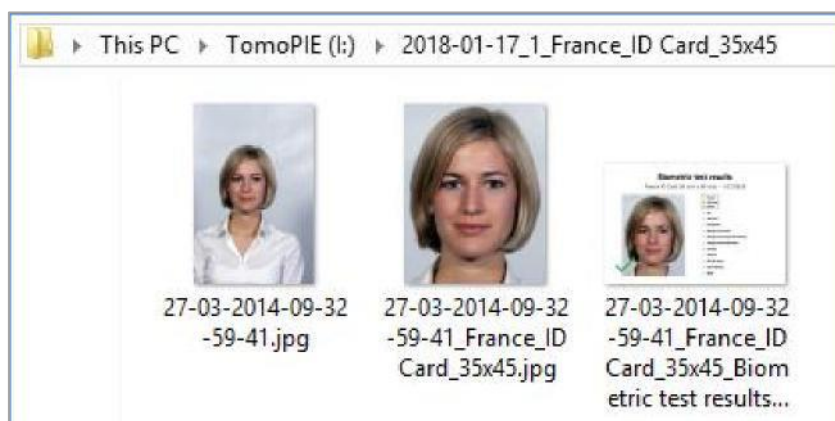 This PC TomoPIE (I:) 2018-01-17_1_France_ID Card_35x45
Biometric test results
27-03-2014-09-32
-59-41.jpg
27-03-2014-09-32
-59-41_France_ID
Card_35x45.jpg
27-03-2014-09-32
-59-41_France_ID
Card_35x45_Biom
etric test results...